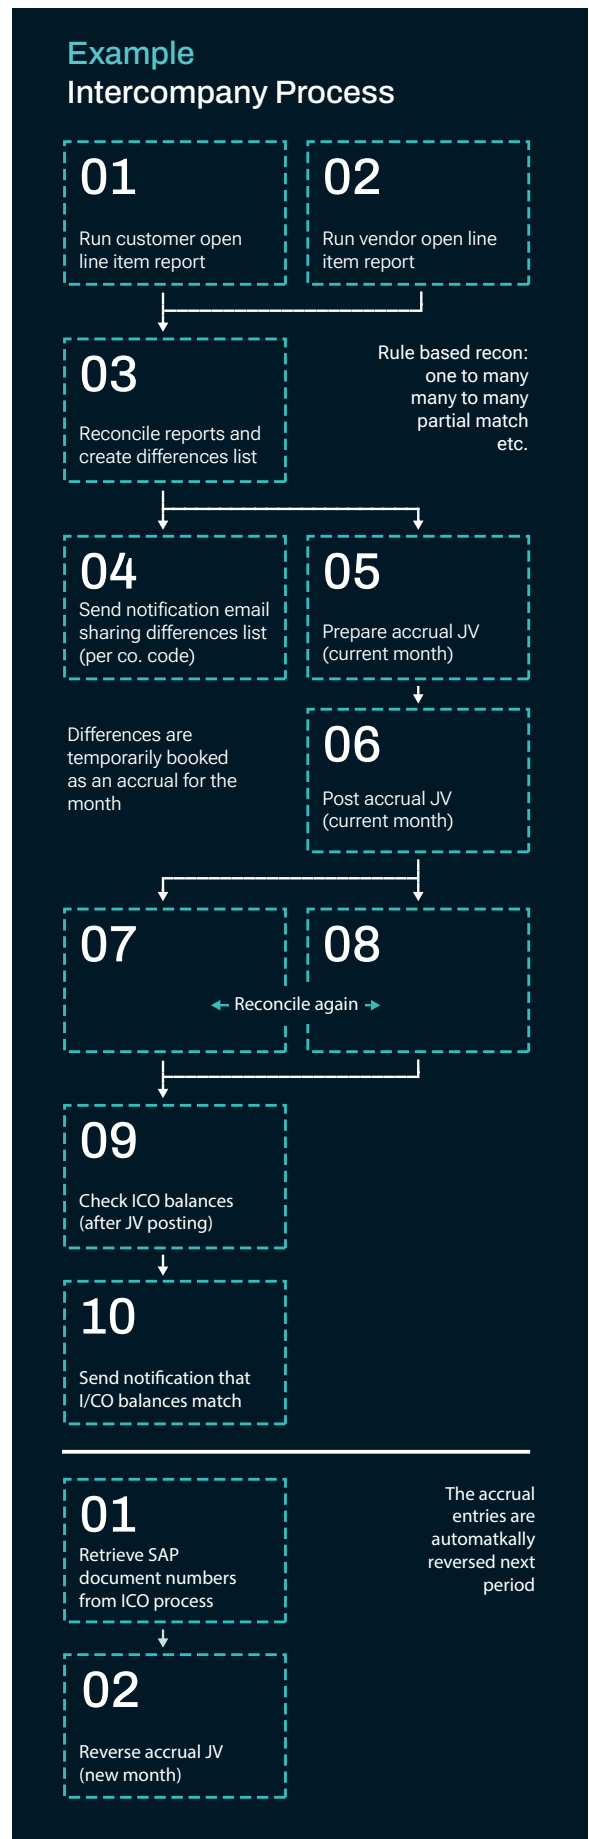 Example
Intercompany Process
01
Run customer open
line item report
02
Run vendor open line
item report
03
Reconcile reports and
create differences list
Rule based recon:
one to many
many to many
partial match
etc.
04
Send notification email
sharing differences list
(per co. code)
05
Prepare accrual JV
(current month)
Differences are
temporarily booked
as an accrual for the
month
06
Post accrual JV
(current month)
07
08
Reconcile again
09
Check ICO balances
(after JV posting)
10
Send notification that
I/CO balances match
01
Retrieve SAP
document numbers
from ICO process
The accrual
entries are
automatkally
reversed next
period
02
Reverse accrual JV
(new month)